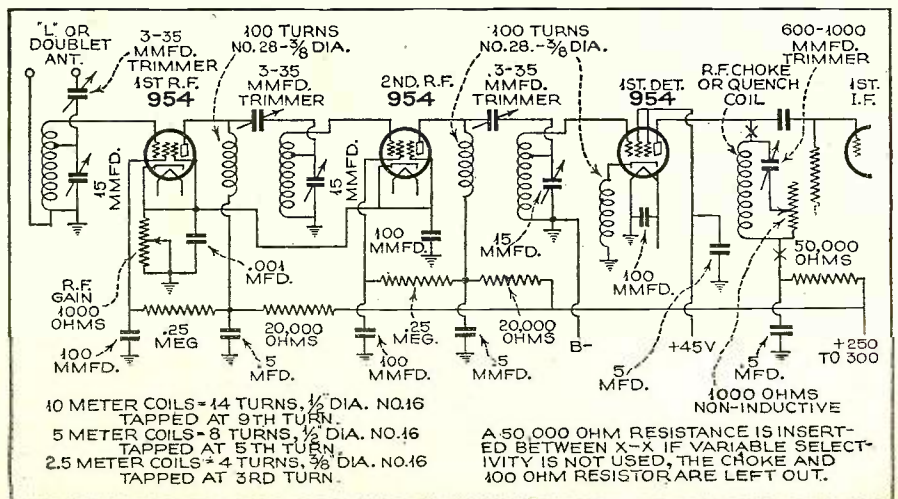 "L" OR
DOUBLET
ANT.
3-35
MMFD.
TRIMMER
1ST R.F.
954
100 TURNS
NO. 28-3/8 DIA.
3-35
MMFD.
TRIMMER
2ND. R.F.
954
.3-35
MMFD.
TRIMMER
100 TURNS
NO.28.-3/8 DIA.
1ST. DET.
954
R.F. CHOKE
OR QUENCH
COIL
600-1000
MMFD.
TRIMMER
1ST.
I.F.
15
MMFD.
15
MMFD.
15
MMFD.
R.F.
GAIN
1000
OHMS
.001
MFD.
100
MMFD.
100
MMFD.
50,000
OHMS
100
MMFD.
.25
MEG.
.5
MFD.
20,000
OHMS
100
MMFD.
.25
MEG.
.5
MMFD.
20,000
OHMS
B-
.5
MFD.
+45V
.5
MFD.
1000 OHMS
NON-INDUCTIVE
+250
TO 300
10 METER COILS=14 TURNS, 1/2" DIA. NO.16
TAPPED AT 9TH TURN.
5 METER COILS=8 TURNS, 1/2" DIA. NO.16
TAPPED AT 5TH TURN.
2.5 METER COILS=4 TURNS, 3/8" DIA. NO.16
TAPPED AT 3RD TURN.
A 50,000 OHM RESISTANCE IS INSERT-
ED BETWEEN X-X IF VARIABLE SELECT-
IVITY IS NOT USED, THE CHOKE AND
100 OHM RESISTOR ARE LEFT OUT.